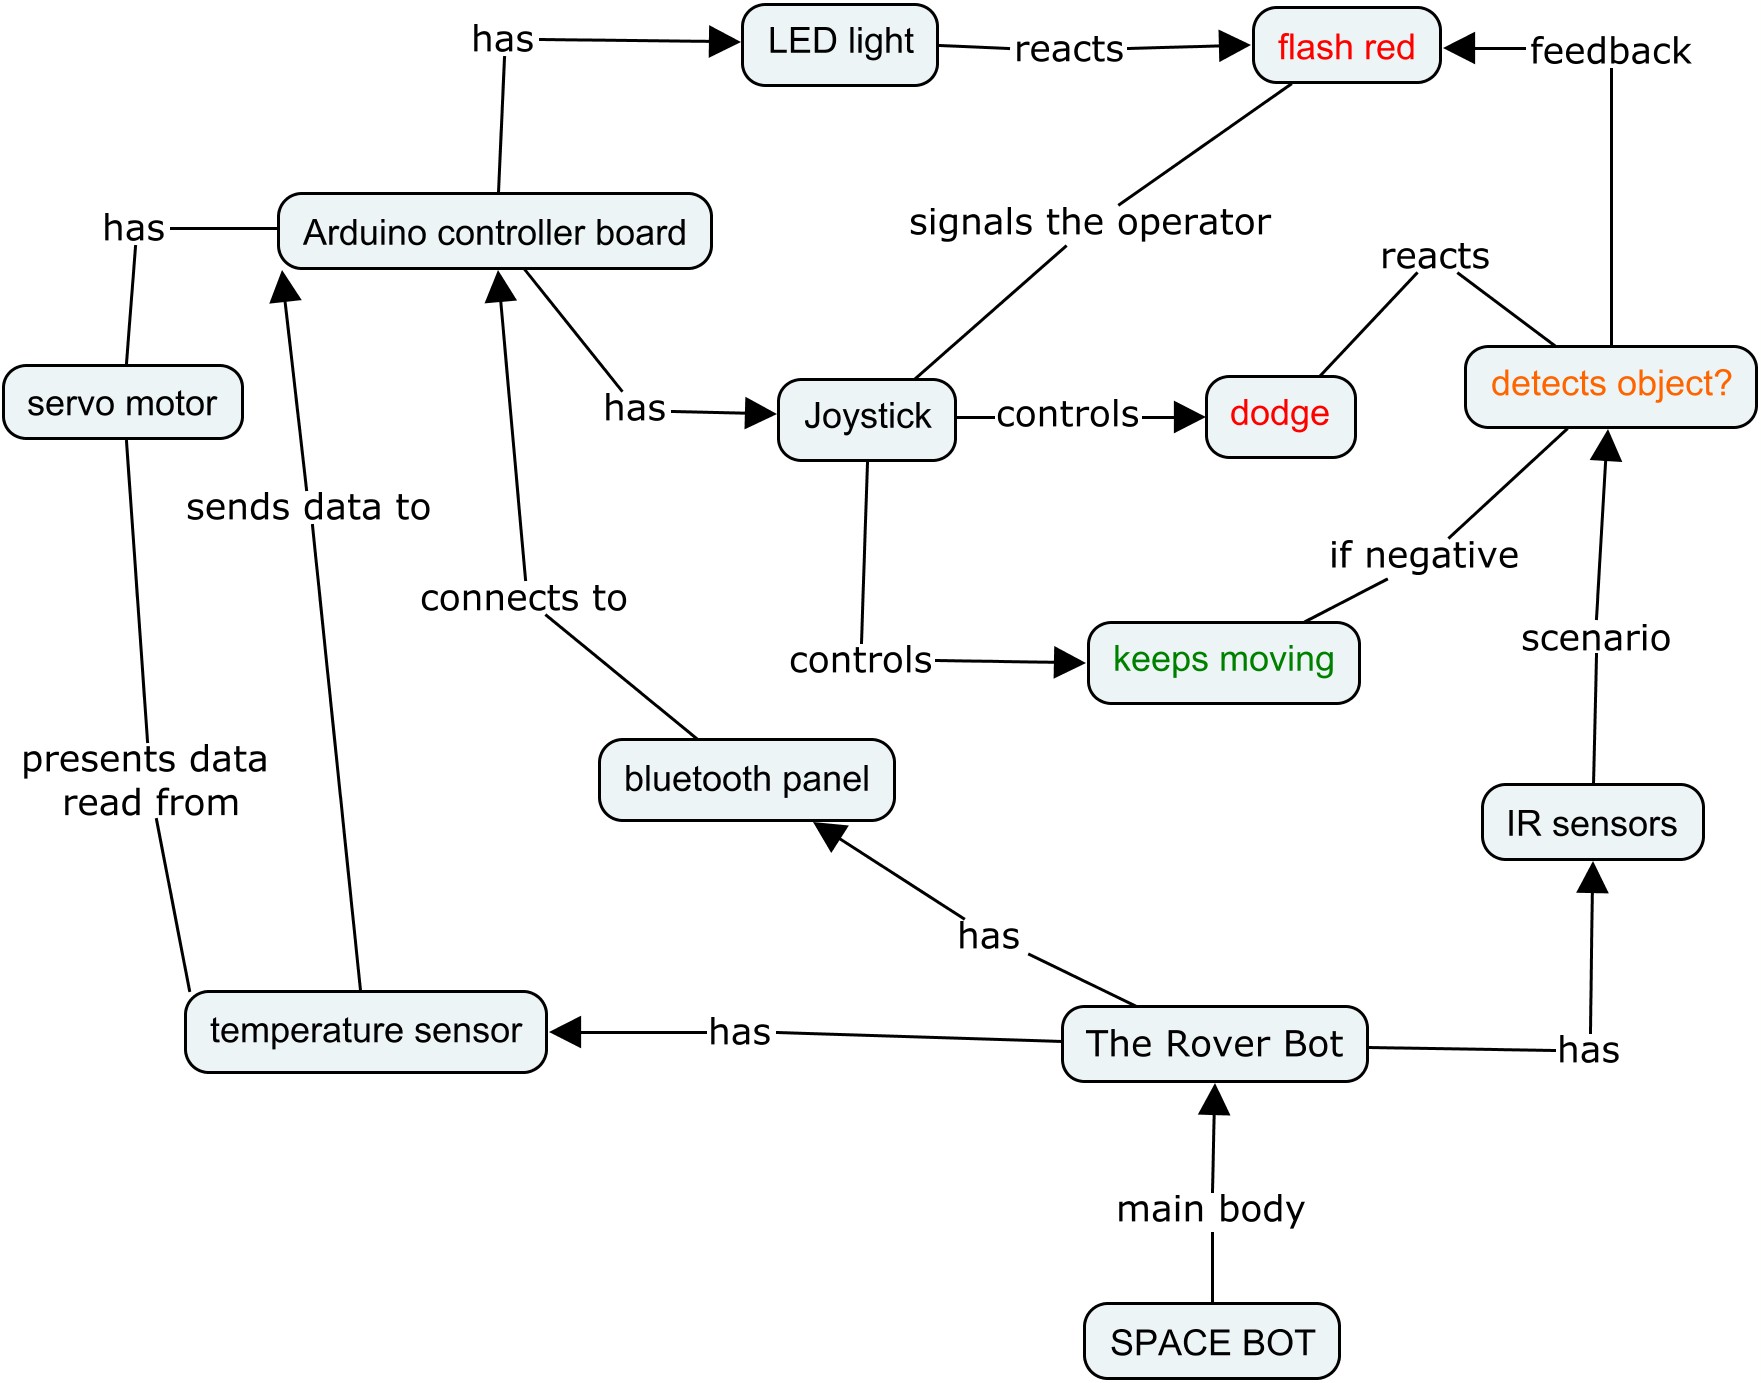 has
LED light
reacts
flash red
feedback
has
Arduino controller board
signals the operator
reacts
servo motor
has
Joystick
controls
dodge
detects object?
sends data to
connects to
if negative
controls
keeps moving
scenario
presents data
read from
bluetooth panel
IR sensors
has
temperature sensor
has
The Rover Bot
has
main body
SPACE BOT